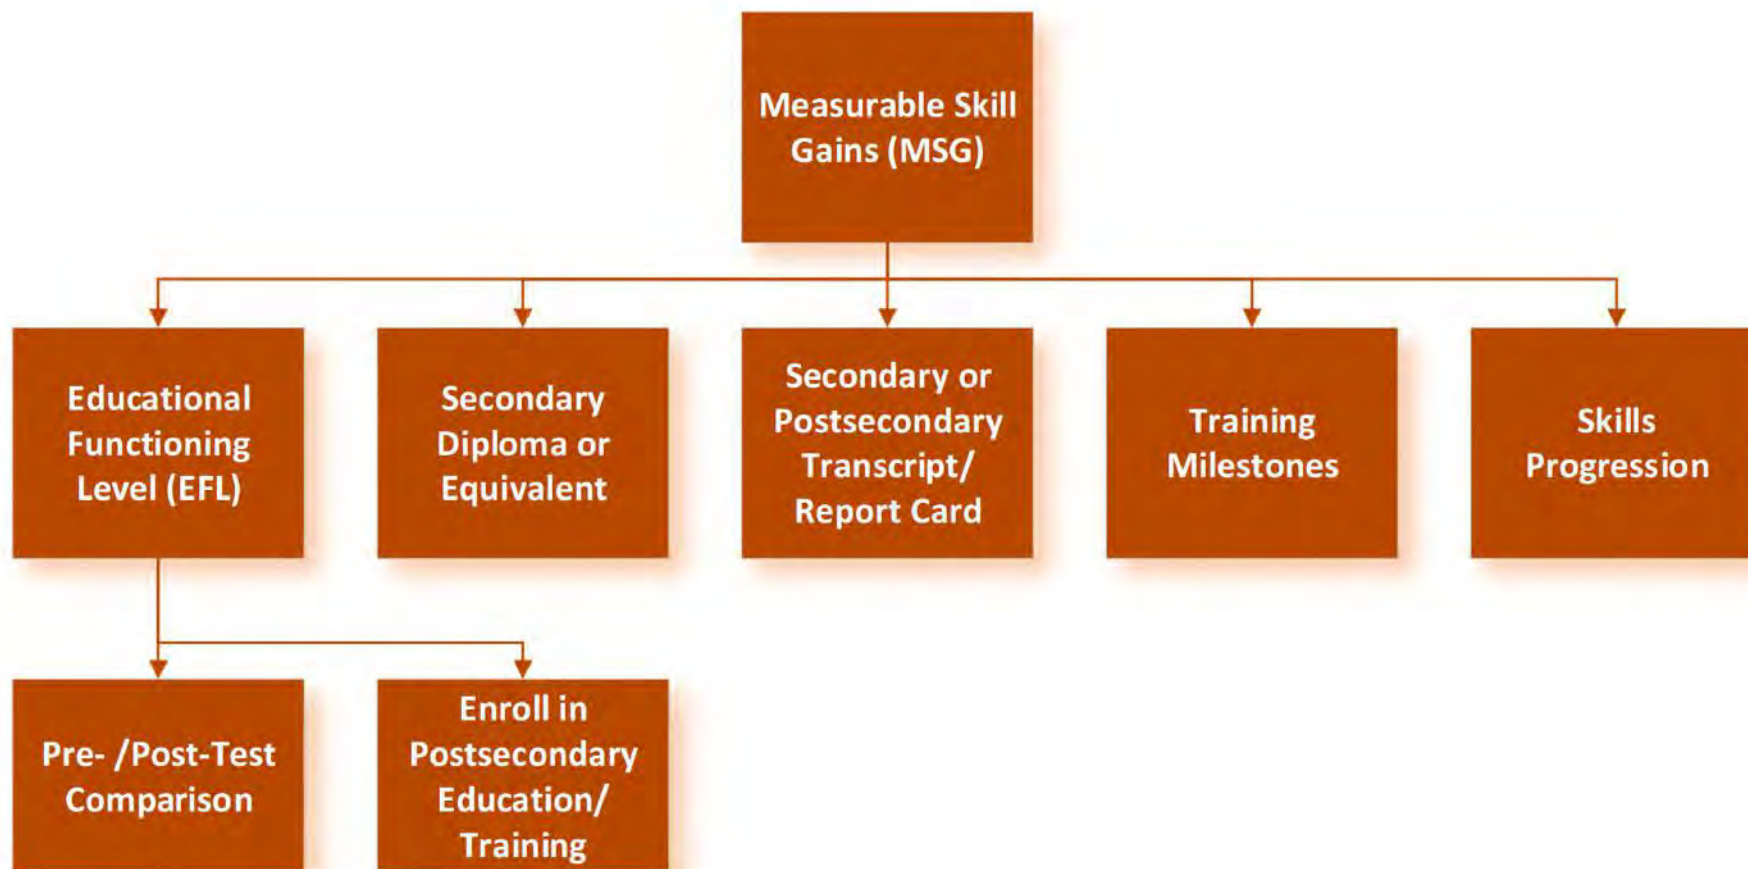 Measurable Skill
Gains (MSG)
Educational
Functioning
Level (EFL)
Secondary
Diploma or
Equivalent
Secondary or
Postsecondary
Transcript/
Report Card
Training
Milestones
Skills
Progression
Pre- /Post-Test
Comparison
Enroll in
Postsecondary
Education/
Training